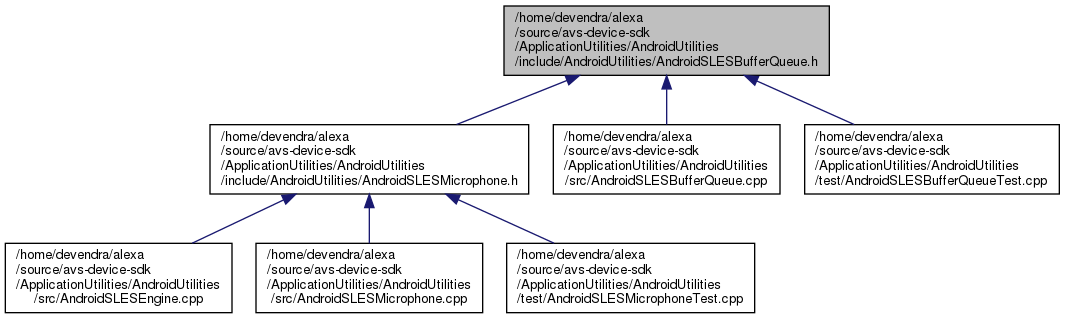 /home/devendra/alexa
/source/avs-device-sdk
/ApplicationUtilities/AndroidUtilities
/include/AndroidUtilities/AndroidSLESBufferQueue.h
/home/devendra/alexa
/source/avs-device-sdk
/ApplicationUtilities/AndroidUtilities
/include/AndroidUtilities/AndroidSLESMicrophone.h
/home/devendra/alexa
/source/avs-device-sdk
/ApplicationUtilities/AndroidUtilities
/src/AndroidSLESBufferQueue.cpp
/home/devendra/alexa
/source/avs-device-sdk
/ApplicationUtilities/AndroidUtilities
/test/AndroidSLESBufferQueueTest.cpp
/home/devendra/alexa
/source/avs-device-sdk
/ApplicationUtilities/AndroidUtilities
/src/AndroidSLESEngine.cpp
/home/devendra/alexa
/source/avs-device-sdk
/ApplicationUtilities/AndroidUtilities
/src/AndroidSLESMicrophone.cpp
/home/devendra/alexa
/source/avs-device-sdk
/ApplicationUtilities/AndroidUtilities
/test/AndroidSLESMicrophoneTest.cpp